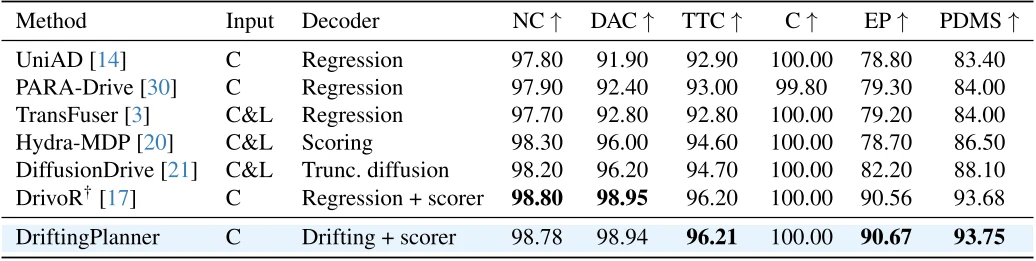 Method Input Decoder NC ↑ DAC ↑ TTC ↑ C ↑ EP ↑ PDMS ↑
UniAD [14] C Regression 97.80 91.90 92.90 100.00 78.80 83.40
PARA-Drive [30] C Regression 97.90 92.40 93.00 99.80 79.30 84.00
TransFuser [3] C&L Regression 97.70 92.80 92.80 100.00 79.20 84.00
Hydra-MDP [20] C&L Scoring 98.30 96.00 94.60 100.00 78.70 86.50
DiffusionDrive [21] C&L Trunc. diffusion 98.20 96.20 94.70 100.00 82.20 88.10
DrivoR† [17] C Regression + scorer 98.80 98.95 96.20 100.00 90.56 93.68
DriftingPlanner C Drifting + scorer 98.78 98.94 96.21 100.00 90.67 93.75